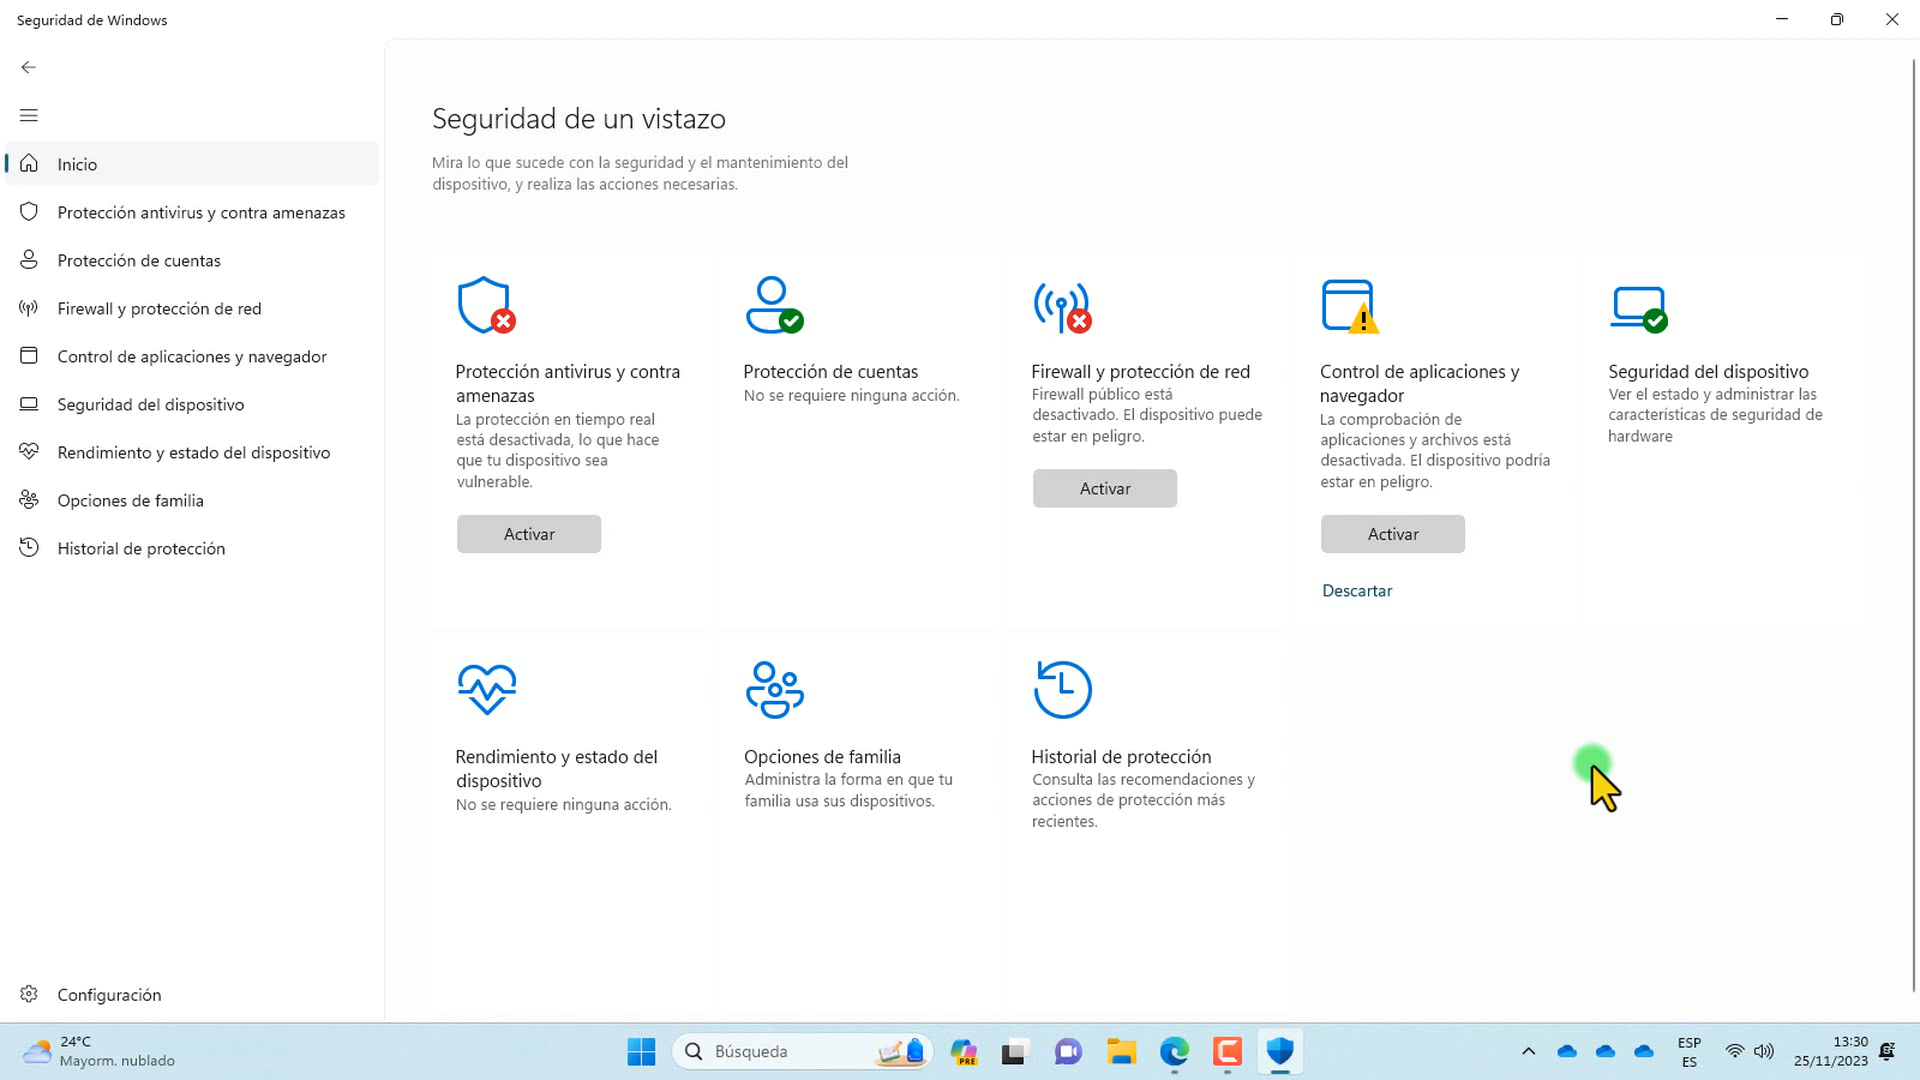 Seguridad de Windows
Inicio
Protección antivirus y contra amenazas
Protección de cuentas
Firewall y protección de red
Control de aplicaciones y navegador
Seguridad del dispositivo
Rendimiento y estado del dispositivo
Opciones de familia
Historial de protección
Configuración
Seguridad de un vistazo
Mira lo que sucede con la seguridad y el mantenimiento del
dispositivo, y realiza las acciones necesarias.
Protección antivirus y contra
amenazas
La protección en tiempo real
está desactivada, lo que hace
que tu dispositivo sea
vulnerable.
Activar
Protección de cuentas
No se requiere ninguna acción.
Firewall y protección de red
Firewall público está
desactivado. El dispositivo puede
estar en peligro.
Activar
Control de aplicaciones y
navegador
La comprobación de
aplicaciones y archivos está
desactivada. El dispositivo podría
estar en peligro.
Activar
Descartar
Seguridad del dispositivo
Ver el estado y administrar las
características de seguridad de
hardware
Rendimiento y estado del
dispositivo
No se requiere ninguna acción.
Opciones de familia
Administra la forma en que tu
familia usa sus dispositivos.
Historial de protección
Consulta las recomendaciones y
acciones de protección más
recientes.
24°C
Mayorm. nublado
Búsqueda
PRE
ESP
ES
13:30
25/11/2023